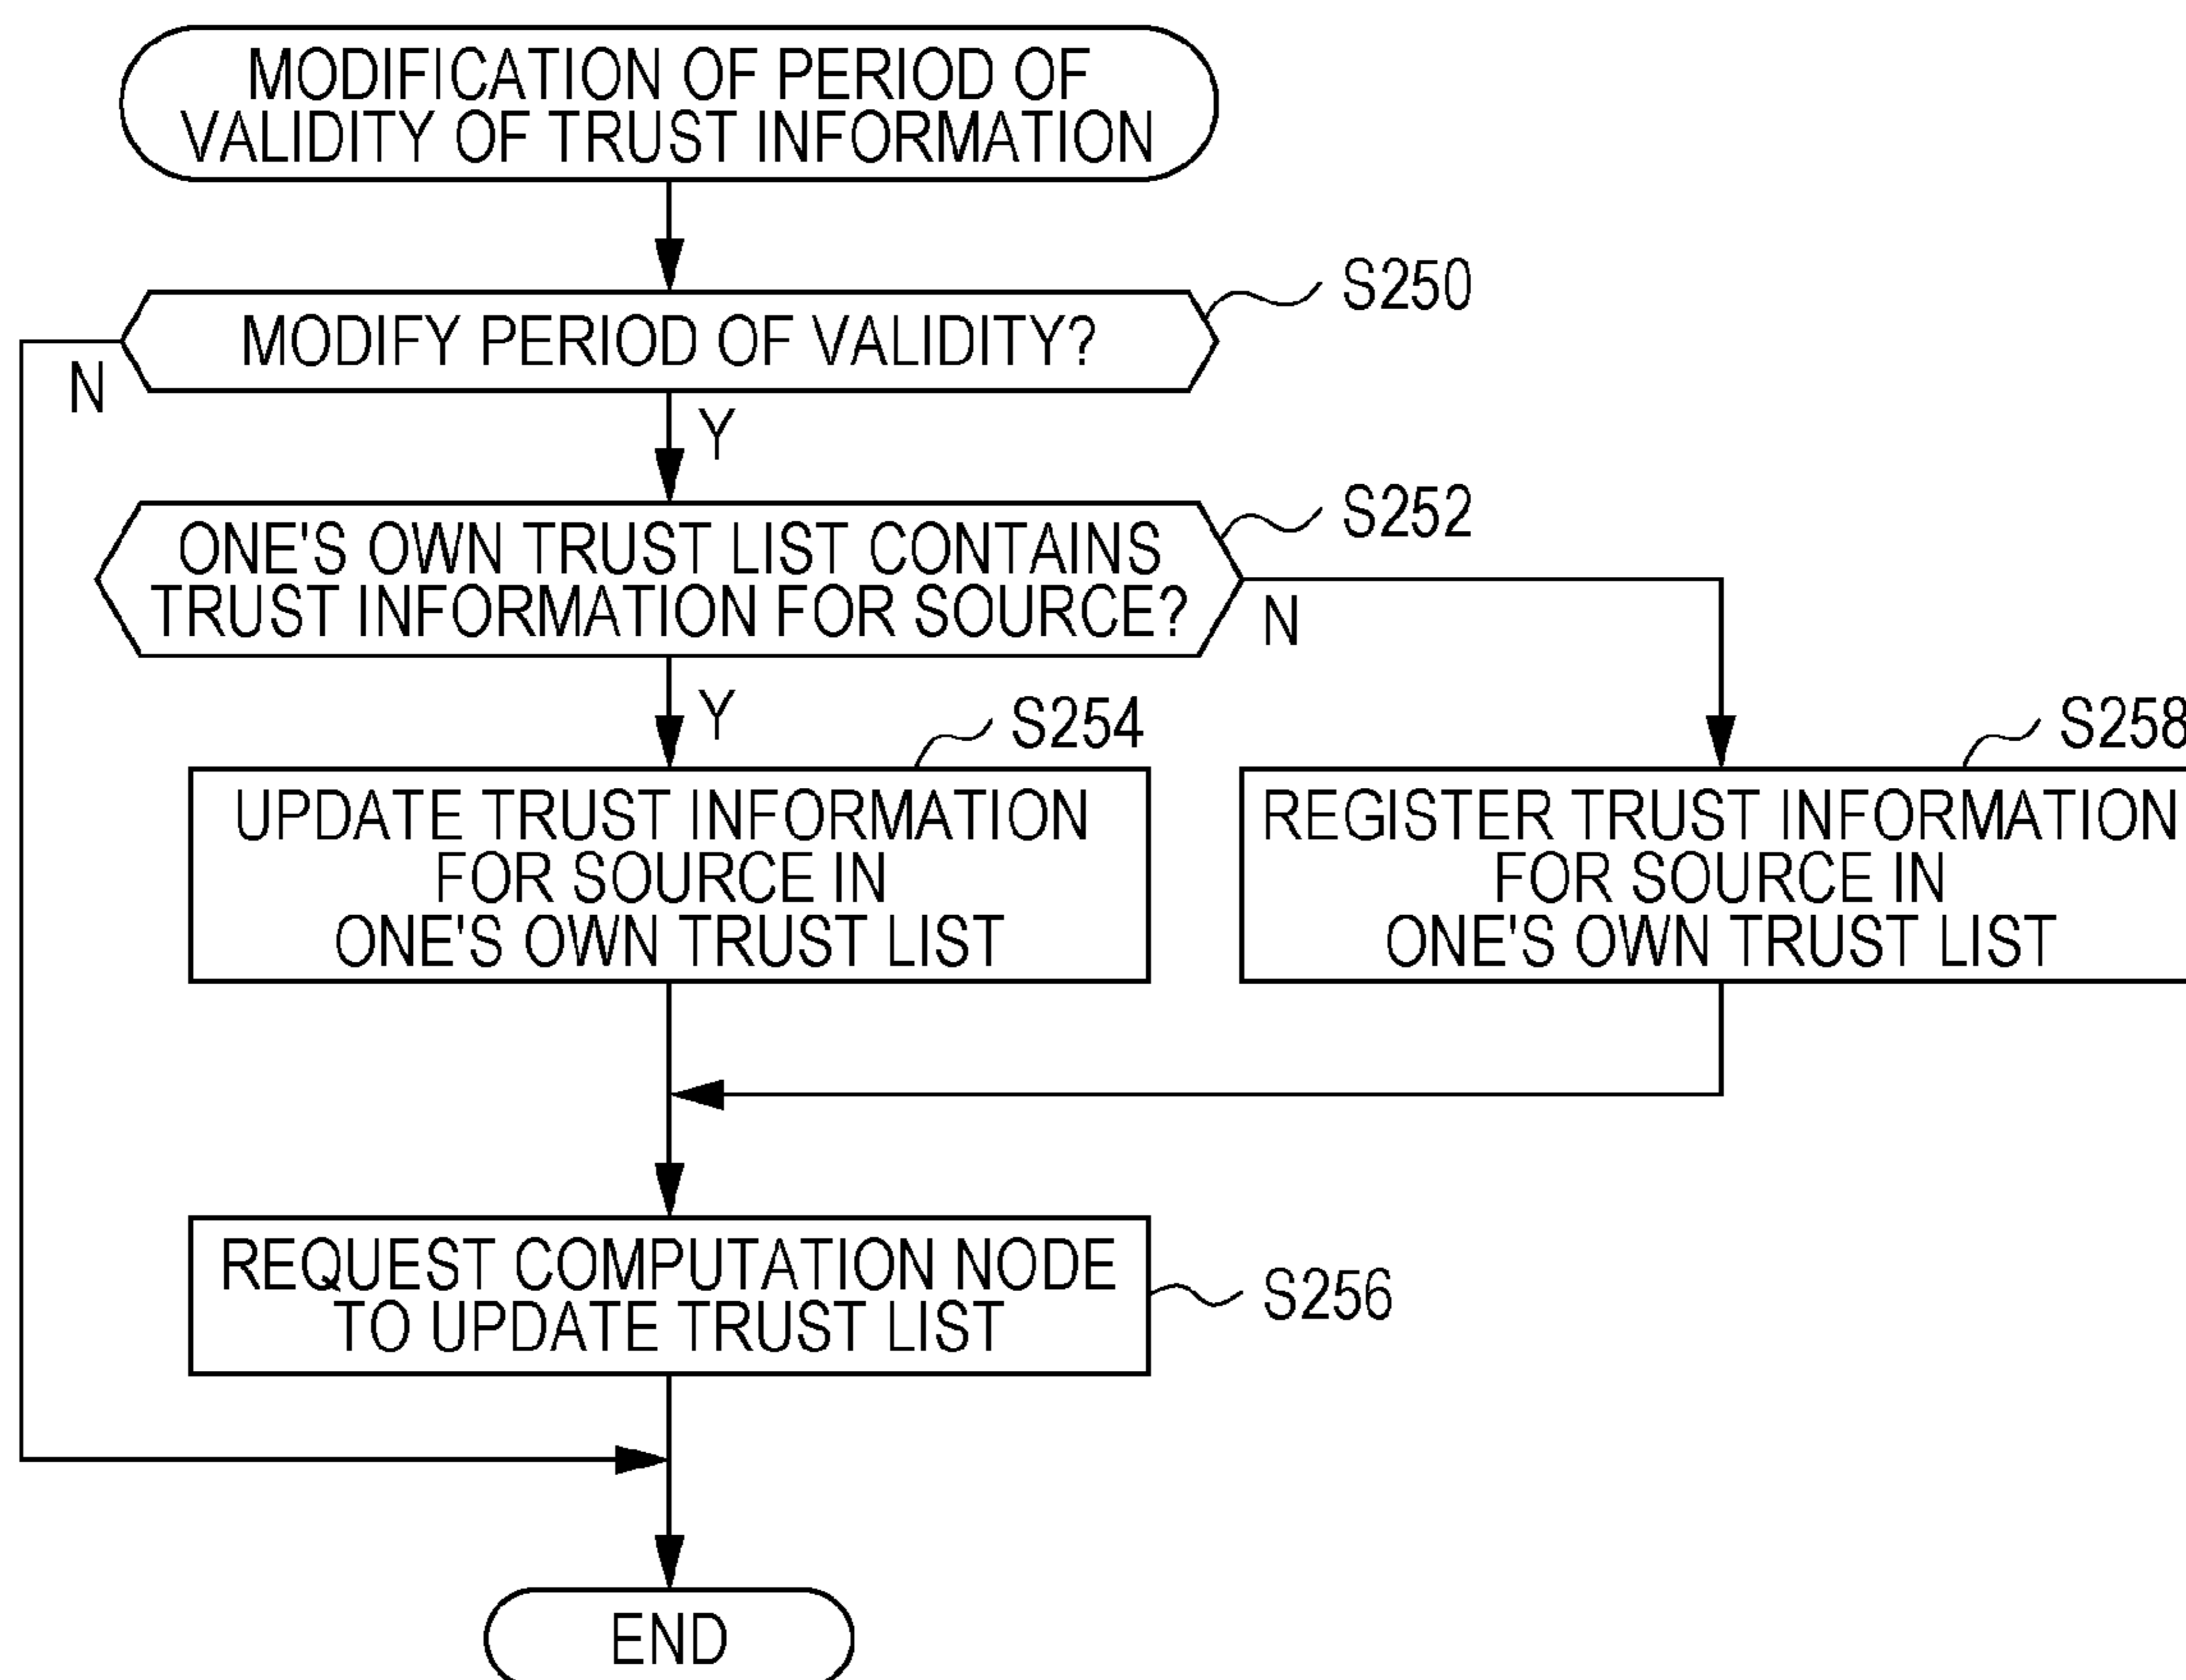 MODIFICATION OF PERIOD OF
VALIDITY OF TRUST INFORMATION
S250
MODIFY PERIOD OF VALIDITY?
N
Y
S252
ONE'S OWN TRUST LIST CONTAINS
TRUST INFORMATION FOR SOURCE?
N
Y
S254
S258
UPDATE TRUST INFORMATION
FOR SOURCE IN
ONE'S OWN TRUST LIST
REGISTER TRUST INFORMATION
FOR SOURCE IN
ONE'S OWN TRUST LIST
REQUEST COMPUTATION NODE
TO UPDATE TRUST LIST
S256
END